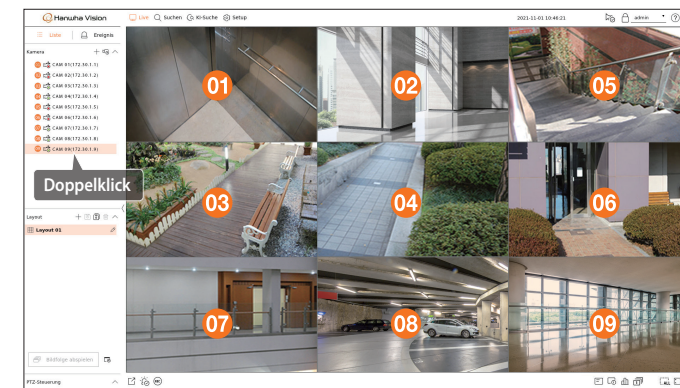 Hanwha Vision
Live
Suchen
KI-Suche
Setup
2021-11-01 10:46:21
admin
Liste
Ereignis
Kamera
CAM 01(172.30.1.1)
CAM 02(172.30.1.2)
CAM 03(172.30.1.3)
CAM 04(172.30.1.4)
CAM 05(172.30.1.5)
CAM 06(172.30.1.6)
CAM 07(172.30.1.7)
CAM 08(172.30.1.8)
CAM 09(172.30.1.9)
Doppelklick
01
02
05
03
04
06
07
08
09
Layout
Layout 01
Bildfolge abspielen
PTZ-Steuerung